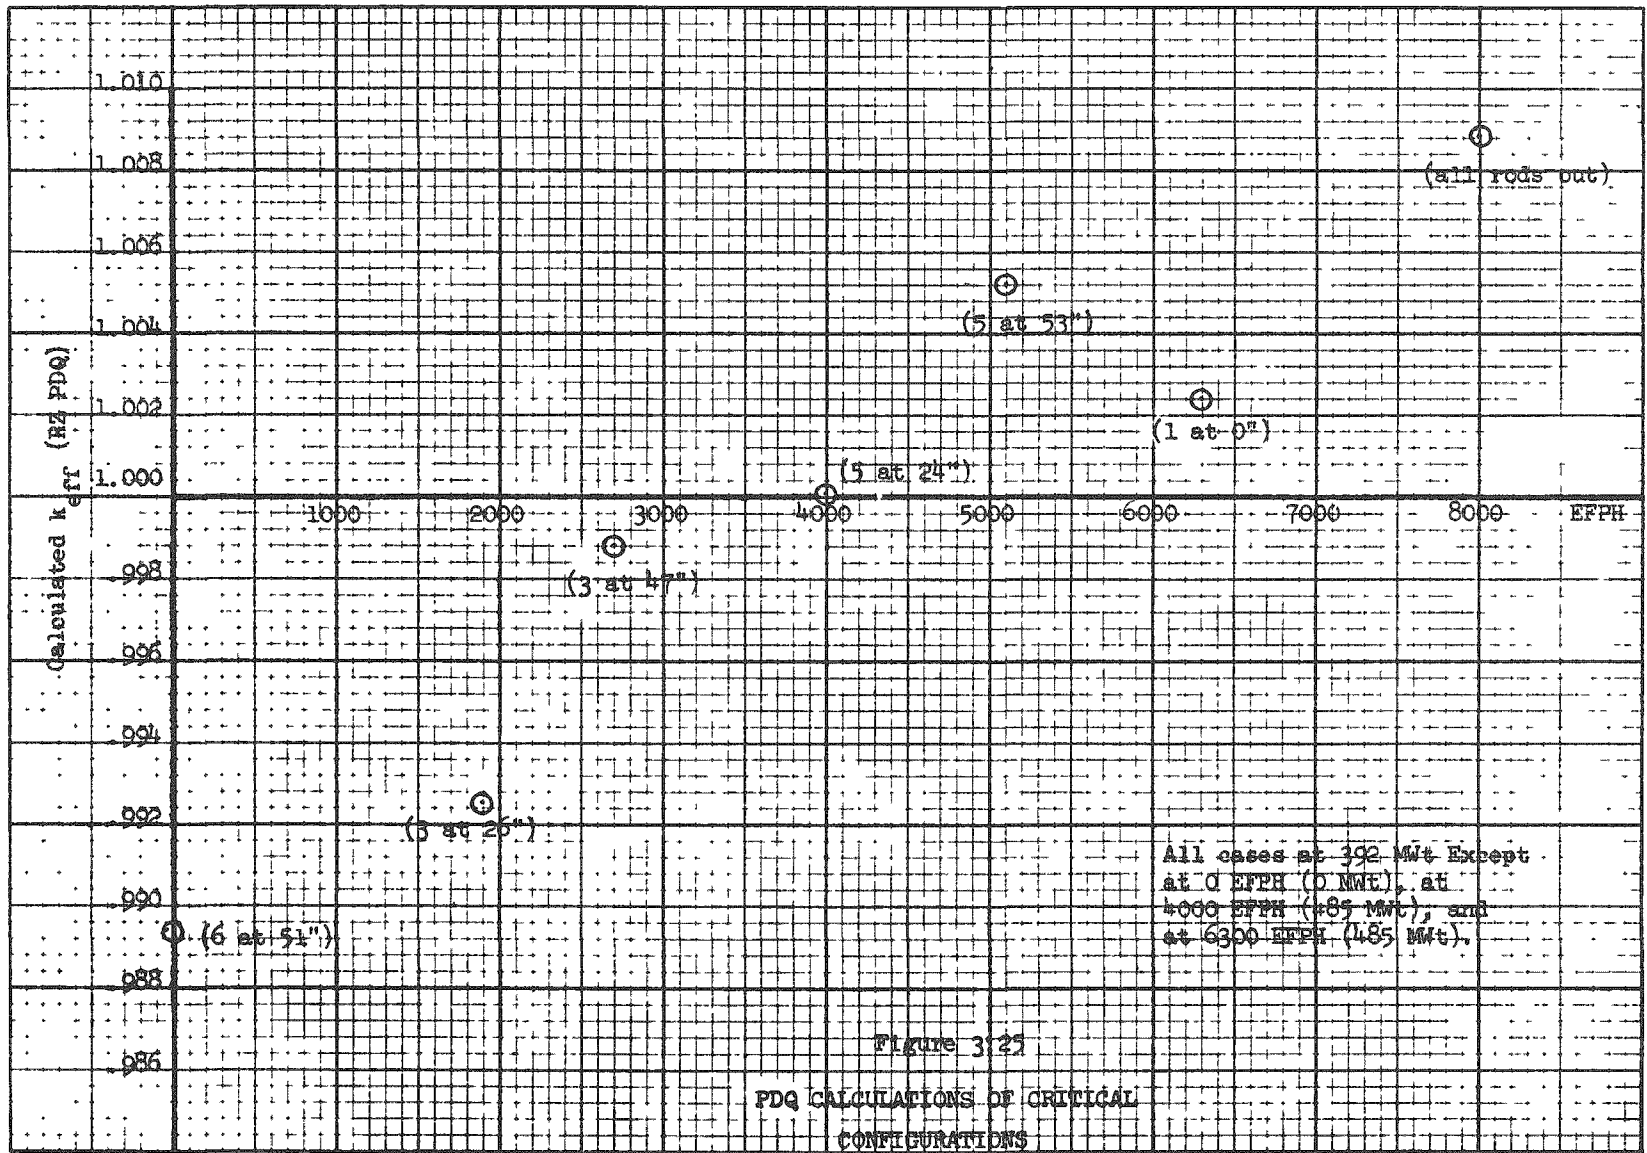 1.010
1.008
(all rods out)
1.006
(5 at 53")
1.004
1.002
(1 at 0")
1.000
(5 at 24")
1000 2000 3000 4000 5000 6000 7000 8000 EFPH
Calculated keff (RZ PDQ)
.998
(3 at 47")
.996
.994
.992
(3 at 26")
All cases at 392 MWt Except
at 0 EFPH (0 MWt), at
4000 EFPH (485 MWt), and
at 6300 EFPH (485 MWt).
.990
(6 at 51")
.988
.986
Figure 3.25
PDQ CALCULATIONS OF CRITICAL
CONFIGURATIONS